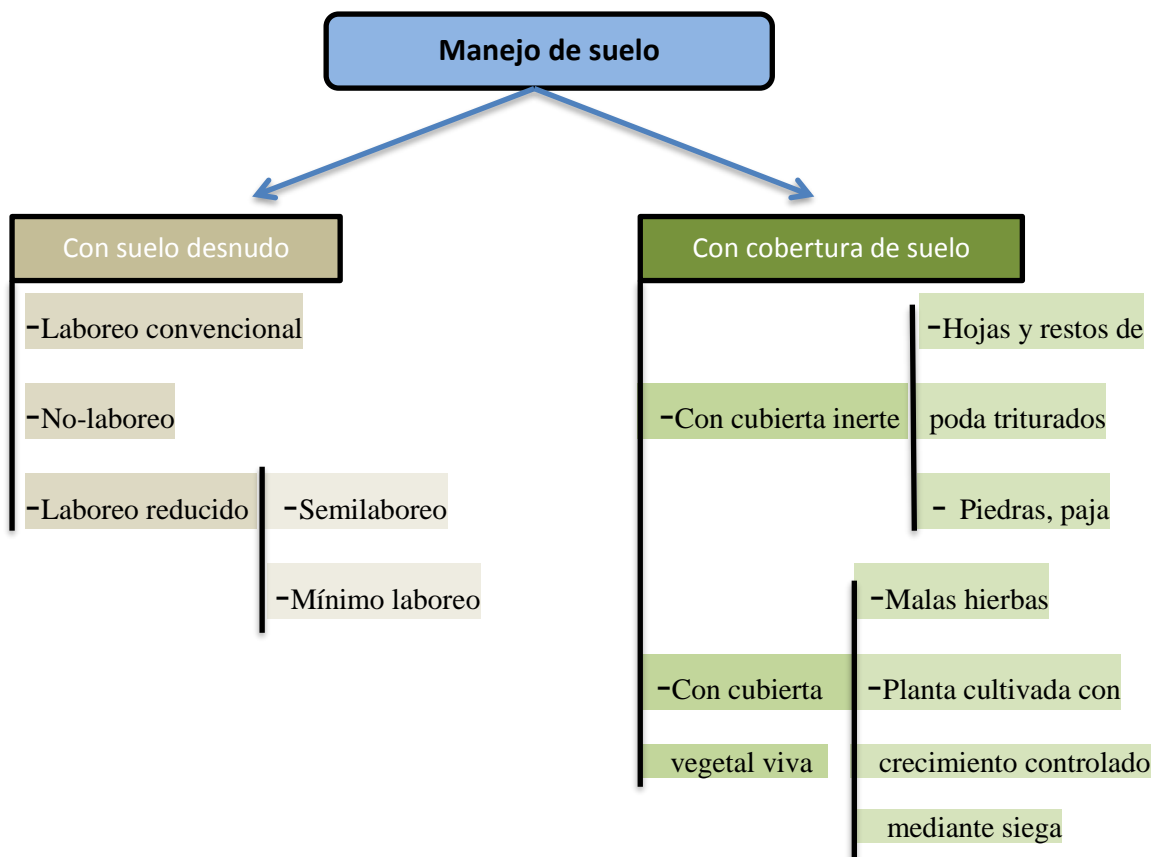 Manejo de suelo
Con suelo desnudo
-Laboreo convencional
-No-laboreo
-Laboreo reducido
-Semilaboreo
-Mínimo laboreo
Con cobertura de suelo
-Con cubierta inerte
-Hojas y restos de
poda triturados
- Piedras, paja
-Con cubierta
vegetal viva
-Malas hierbas
-Planta cultivada con
crecimiento controlado
mediante siega